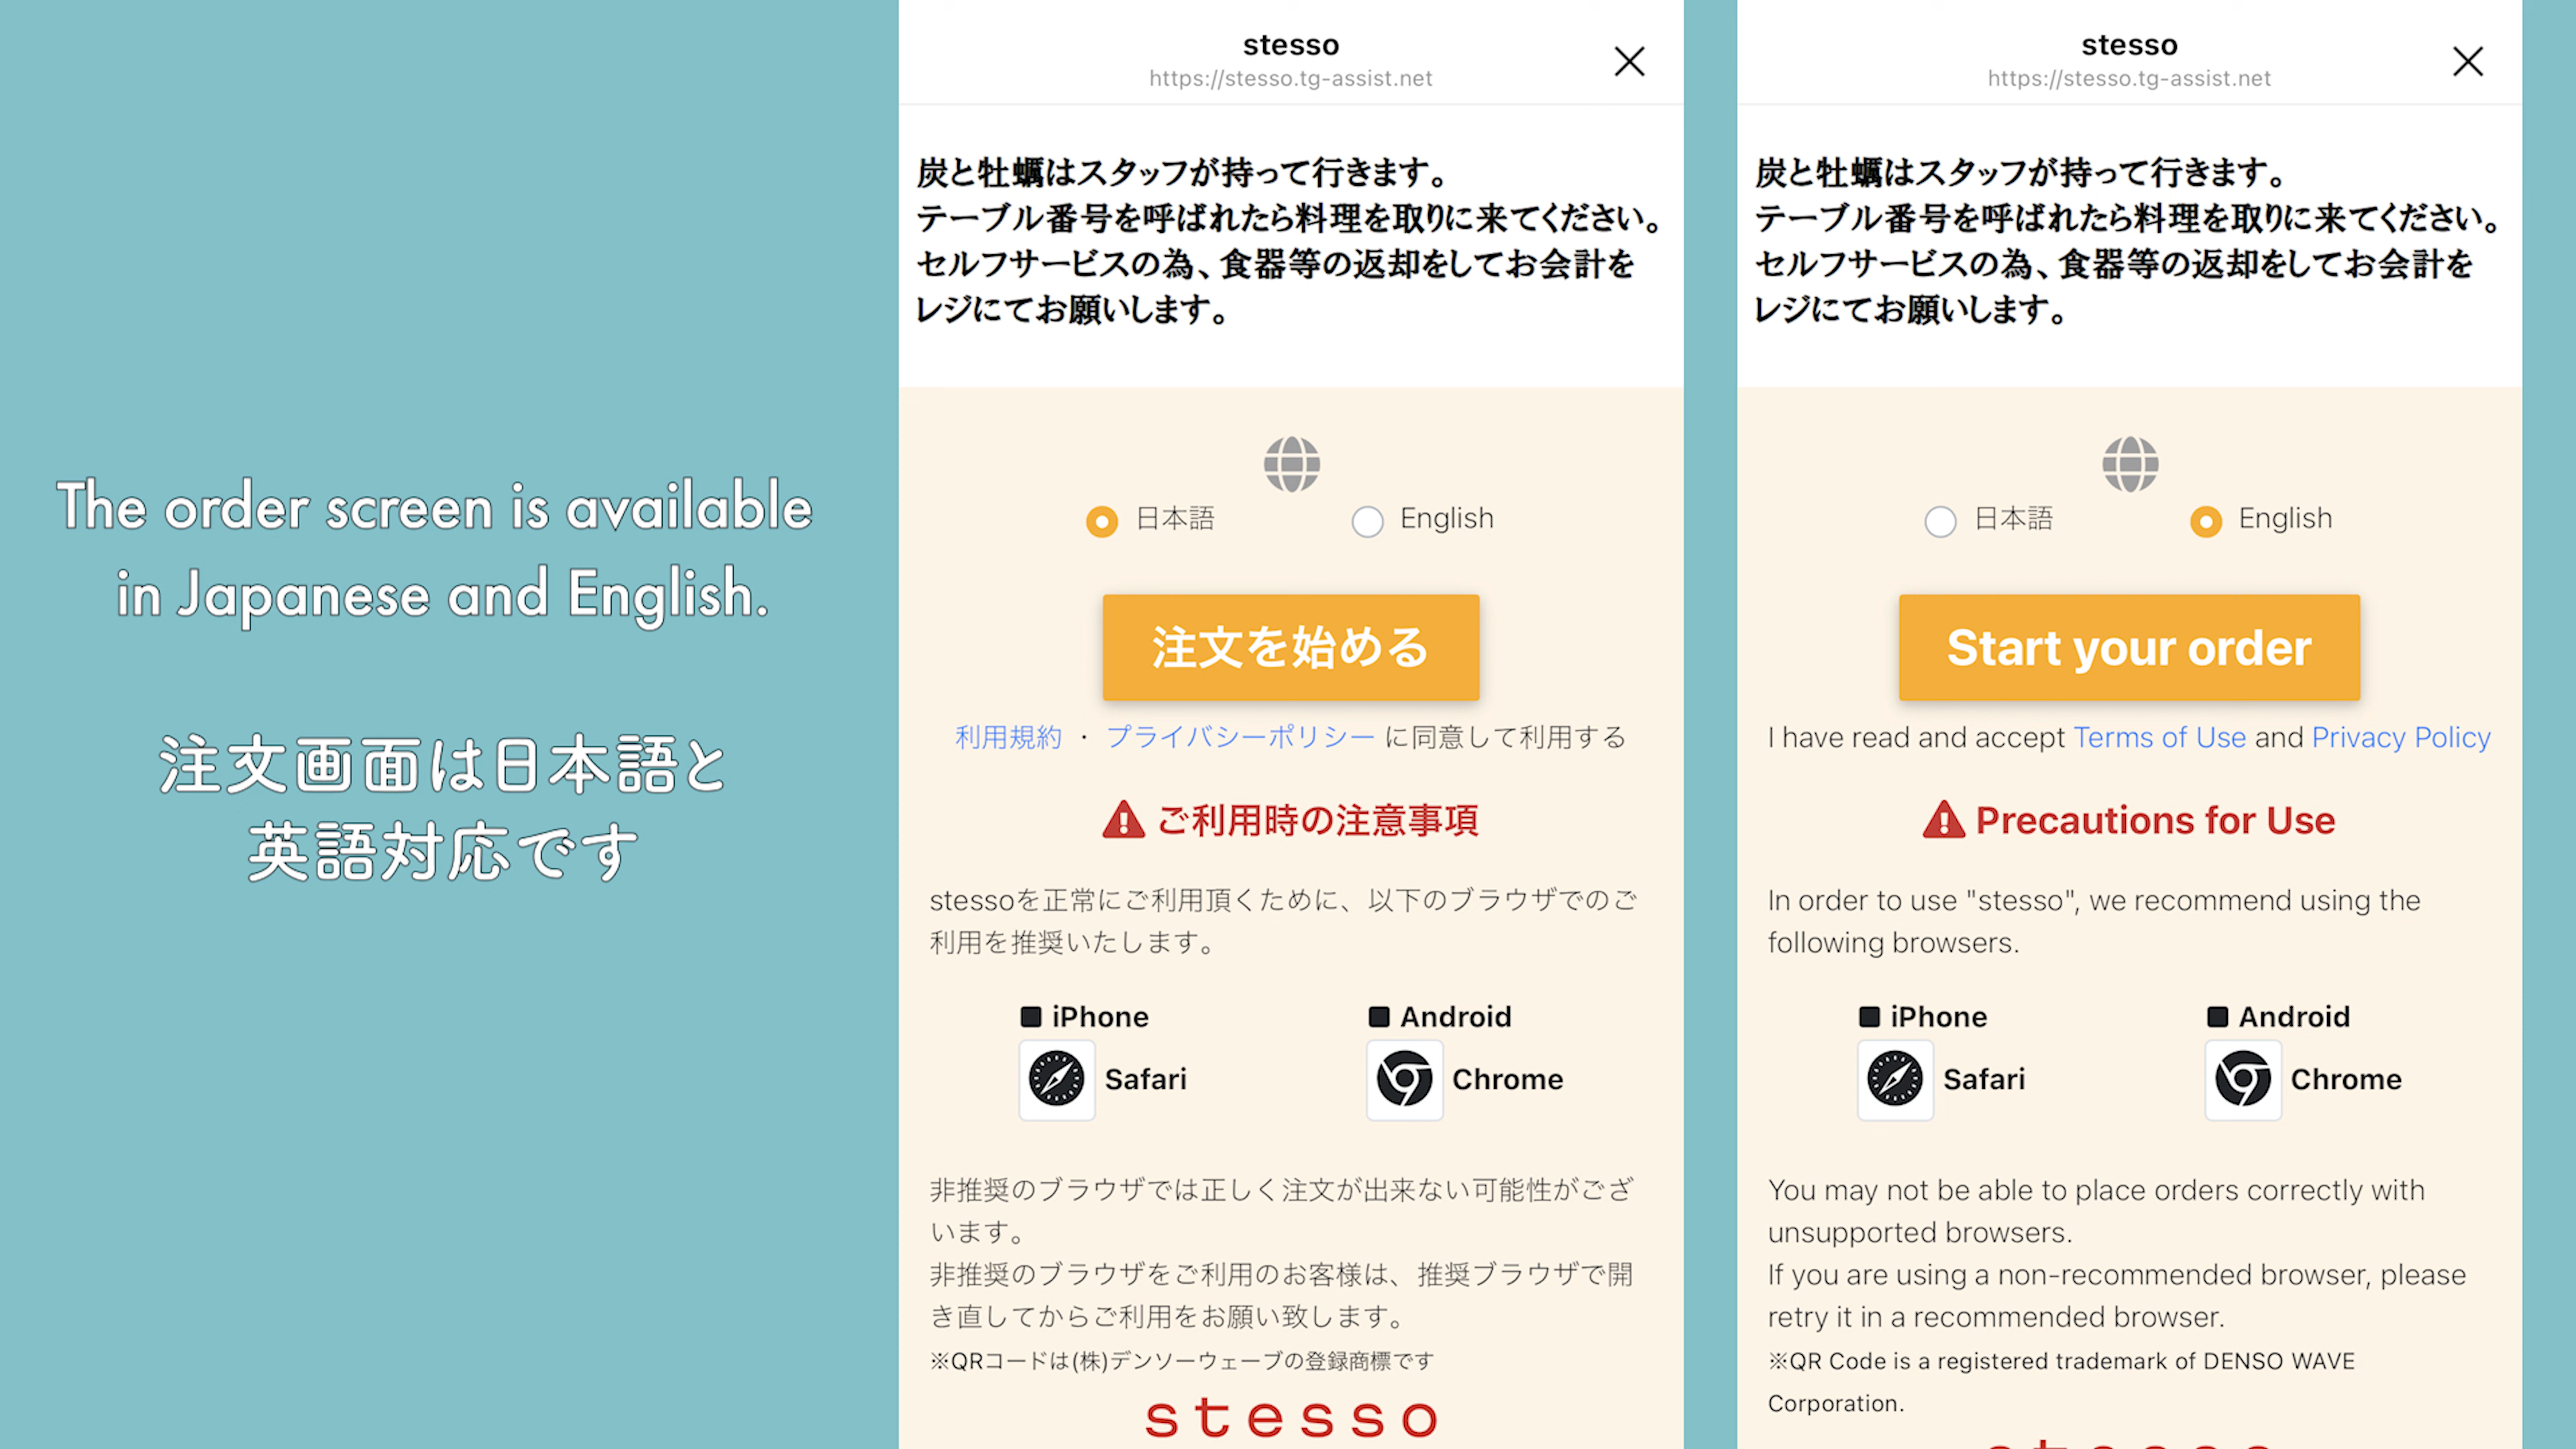 The order screen is available
in Japanese and English.
注文画面は日本語と
英語対応です
stesso
https://stesso.tg-assist.net
炭と牡蠣はスタッフが持って行きます。
テーブル番号を呼ばれたら料理を取りに来てください。
セルフサービスの為、食器等の返却をしてお会計を
レジにてお願いします。
日本語
English
注文を始める
利用規約 ・ プライバシーポリシー に同意して利用する
ご利用時の注意事項
stessoを正常にご利用頂くために、以下のブラウザでのご
利用を推奨いたします。
■ iPhone
■ Android
Safari
Chrome
非推奨のブラウザでは正しく注文が出来ない可能性がござ
います。
非推奨のブラウザをご利用のお客様は、推奨ブラウザで開
き直してからご利用をお願い致します。
※QRコードは(株)デンソーウェーブの登録商標です
stesso
stesso
https://stesso.tg-assist.net
炭と牡蠣はスタッフが持って行きます。
テーブル番号を呼ばれたら料理を取りに来てください。
セルフサービスの為、食器等の返却をしてお会計を
レジにてお願いします。
日本語
English
Start your order
I have read and accept Terms of Use and Privacy Policy
Precautions for Use
In order to use "stesso", we recommend using the
following browsers.
■ iPhone
■ Android
Safari
Chrome
You may not be able to place orders correctly with
unsupported browsers.
If you are using a non-recommended browser, please
retry it in a recommended browser.
※QR Code is a registered trademark of DENSO WAVE
Corporation.